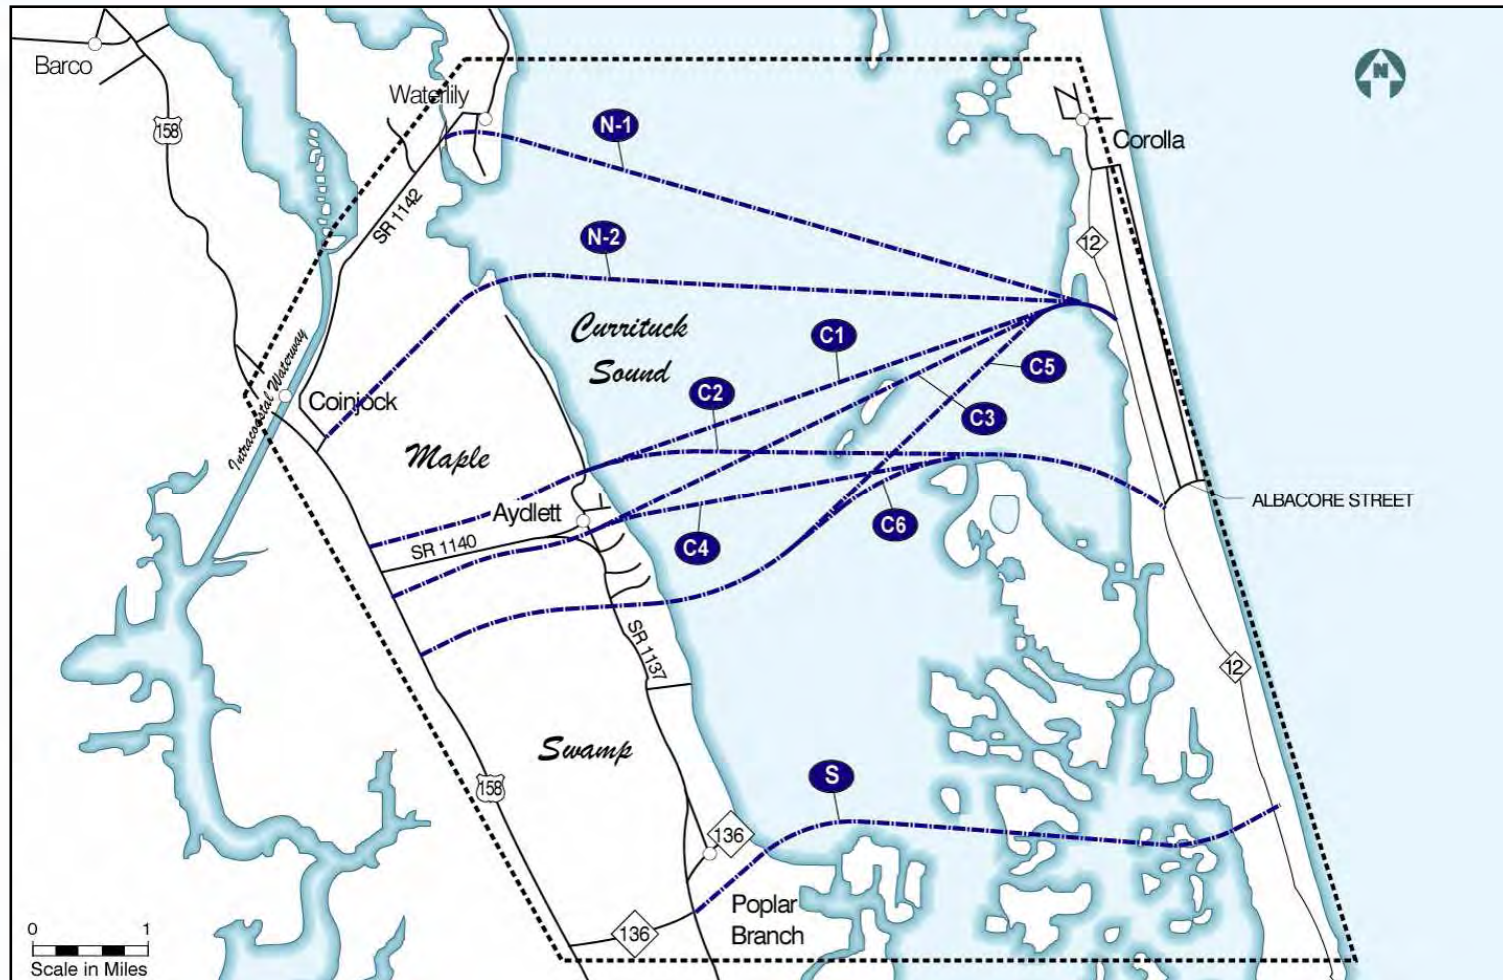 Barco
158
Waterlily
N-1
N
Corolla
SR 1142
N-2
12
Currituck
Sound
C1
C5
C2
C3
Intracoastal Waterway
Coinjock
Maple
Aydlett
ALBACORE STREET
SR 1140
C4
C6
SR 1137
12
Swamp
158
S
136
Poplar
Branch
136
0 1
Scale in Miles